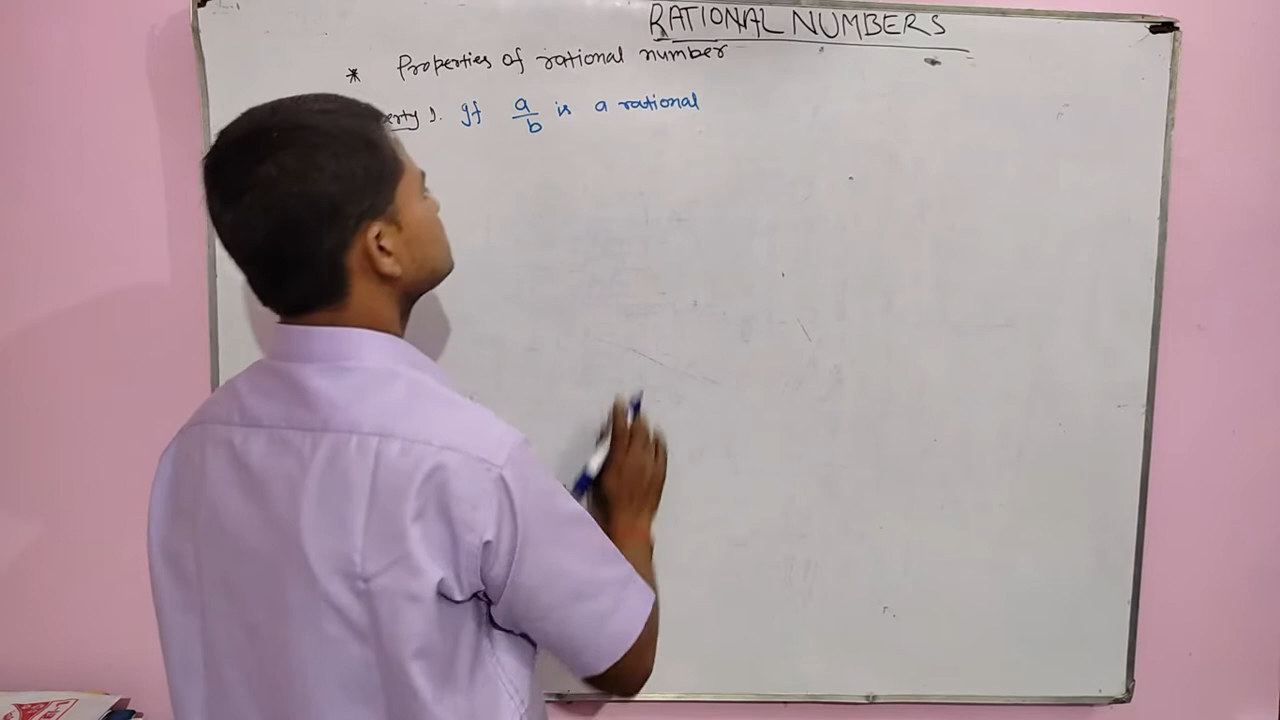 RATIONAL NUMBERS
* Properties of rational number
erty 1. If a/b is a rational